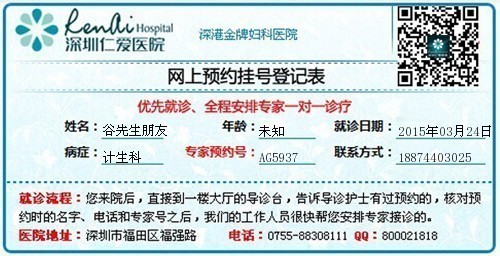 RenAi Hospital
深圳仁爱医院
深港金牌妇科医院
网上预约挂号登记表
优先就诊、全程安排专家一对一诊疗
姓名: 谷先生朋友 年龄: 未知 就诊日期: 2015年03月24日
病症: 计生科 专家预约号: AG5937 联系方式: 18874403025
就诊流程: 您来院后，直接到一楼大厅的导诊台，告诉导诊护士有过预约的，核对预
约时的名字、电话和专家号之后，我们的工作人员很快帮您安排专家接诊的。
医院地址: 深圳市福田区福强路 电话: 0755-88308111 QQ: 800021818